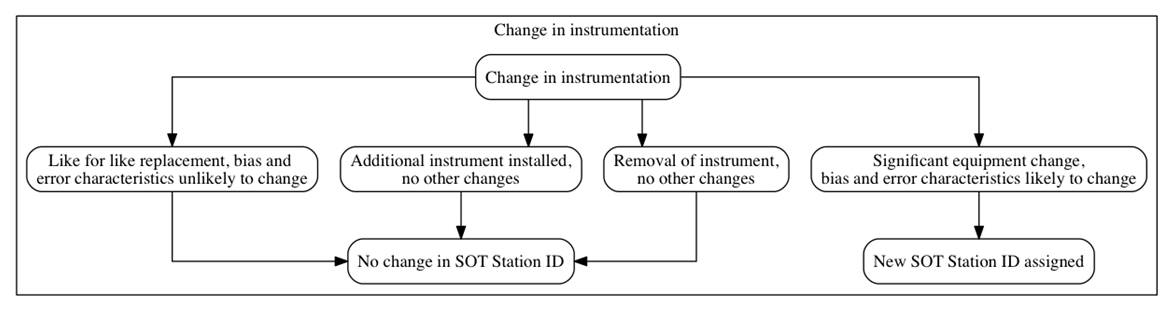 Change in instrumentation
Change in instrumentation
Like for like replacement, bias and
error characteristics unlikely to change
Additional instrument installed,
no other changes
Removal of instrument,
no other changes
Significant equipment change,
bias and error characteristics likely to change
No change in SOT Station ID
New SOT Station ID assigned